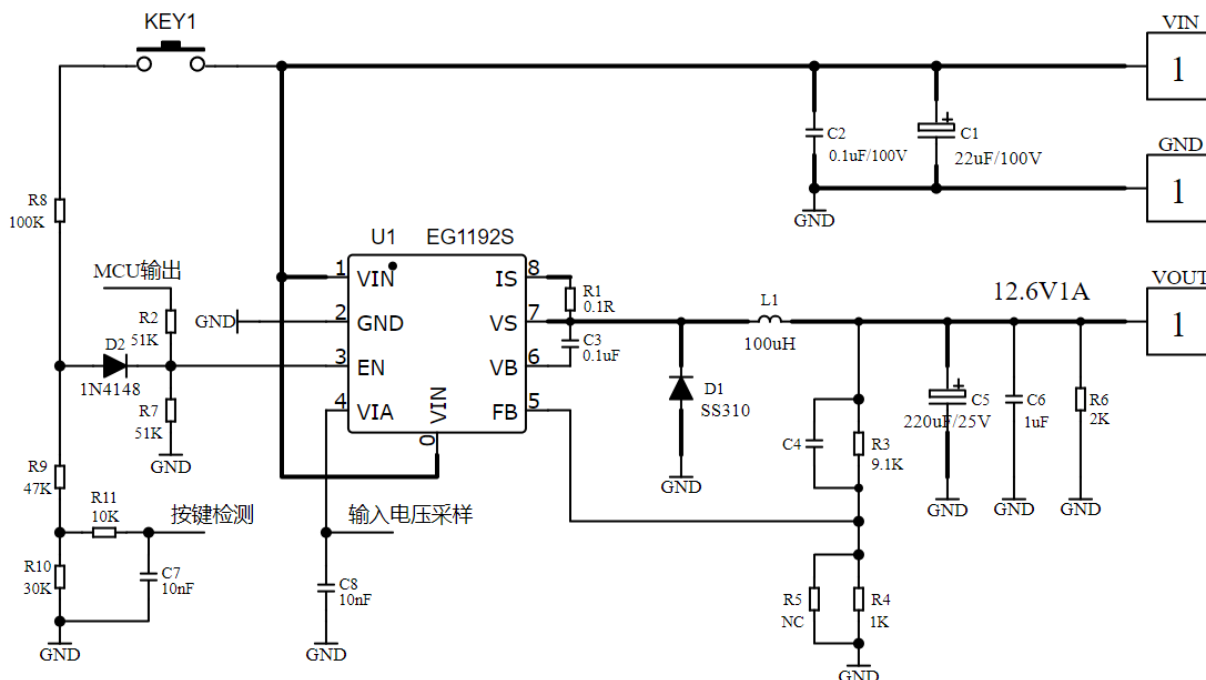 KEY1
VIN
1
C2
0.1uF/100V
C1
22uF/100V
GND
1
GND
R8
100K
U1 EG1192S
MCU输出
1 VIN IS 8
R1
0.1R
L1
100uH
12.6V1A
VOUT
1
R2
51K
GND
2 GND VS 7
C3
0.1uF
D2
1N4148
3 EN VB 6
D1
SS310
C5
220uF/25V
C6
1uF
R6
2K
R7
51K
4 VIA FB 5
VIN
0
C4
R3
9.1K
GND
GND
GND
GND
GND
R9
47K
R11
10K
按键检测
输入电压采样
R10
30K
C7
10nF
C8
10nF
R5
NC
R4
1K
GND
GND
GND